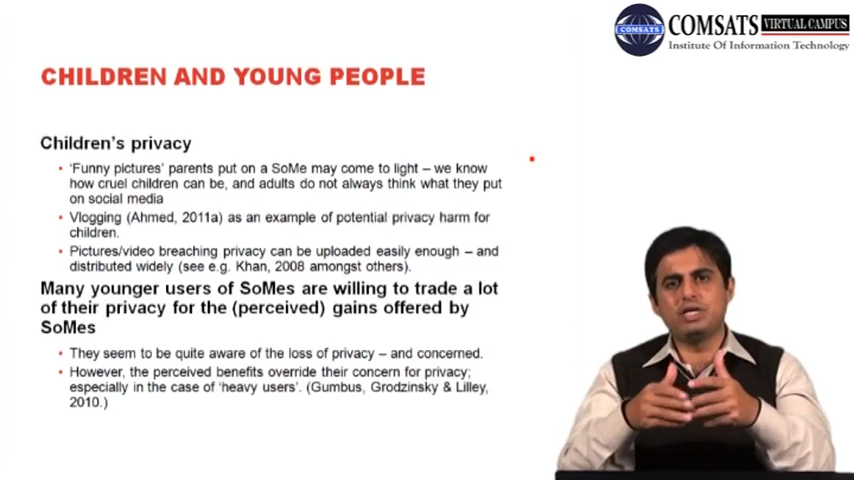 COMSATS VIRTUAL CAMPUS
COMSATS
Institute Of Information Technology
CHILDREN AND YOUNG PEOPLE
Children's privacy
• 'Funny pictures' parents put on a SoMe may come to light – we know
how cruel children can be, and adults do not always think what they put
on social media
• Vlogging (Ahmed, 2011a) as an example of potential privacy harm for
children.
• Pictures/video breaching privacy can be uploaded easily enough – and
distributed widely (see e.g. Khan, 2008 amongst others).
Many younger users of SoMes are willing to trade a lot
of their privacy for the (perceived) gains offered by
SoMes
• They seem to be quite aware of the loss of privacy – and concerned.
• However, the perceived benefits override their concern for privacy;
especially in the case of 'heavy users'. (Gumbus, Grodzinsky & Lilley,
2010.)